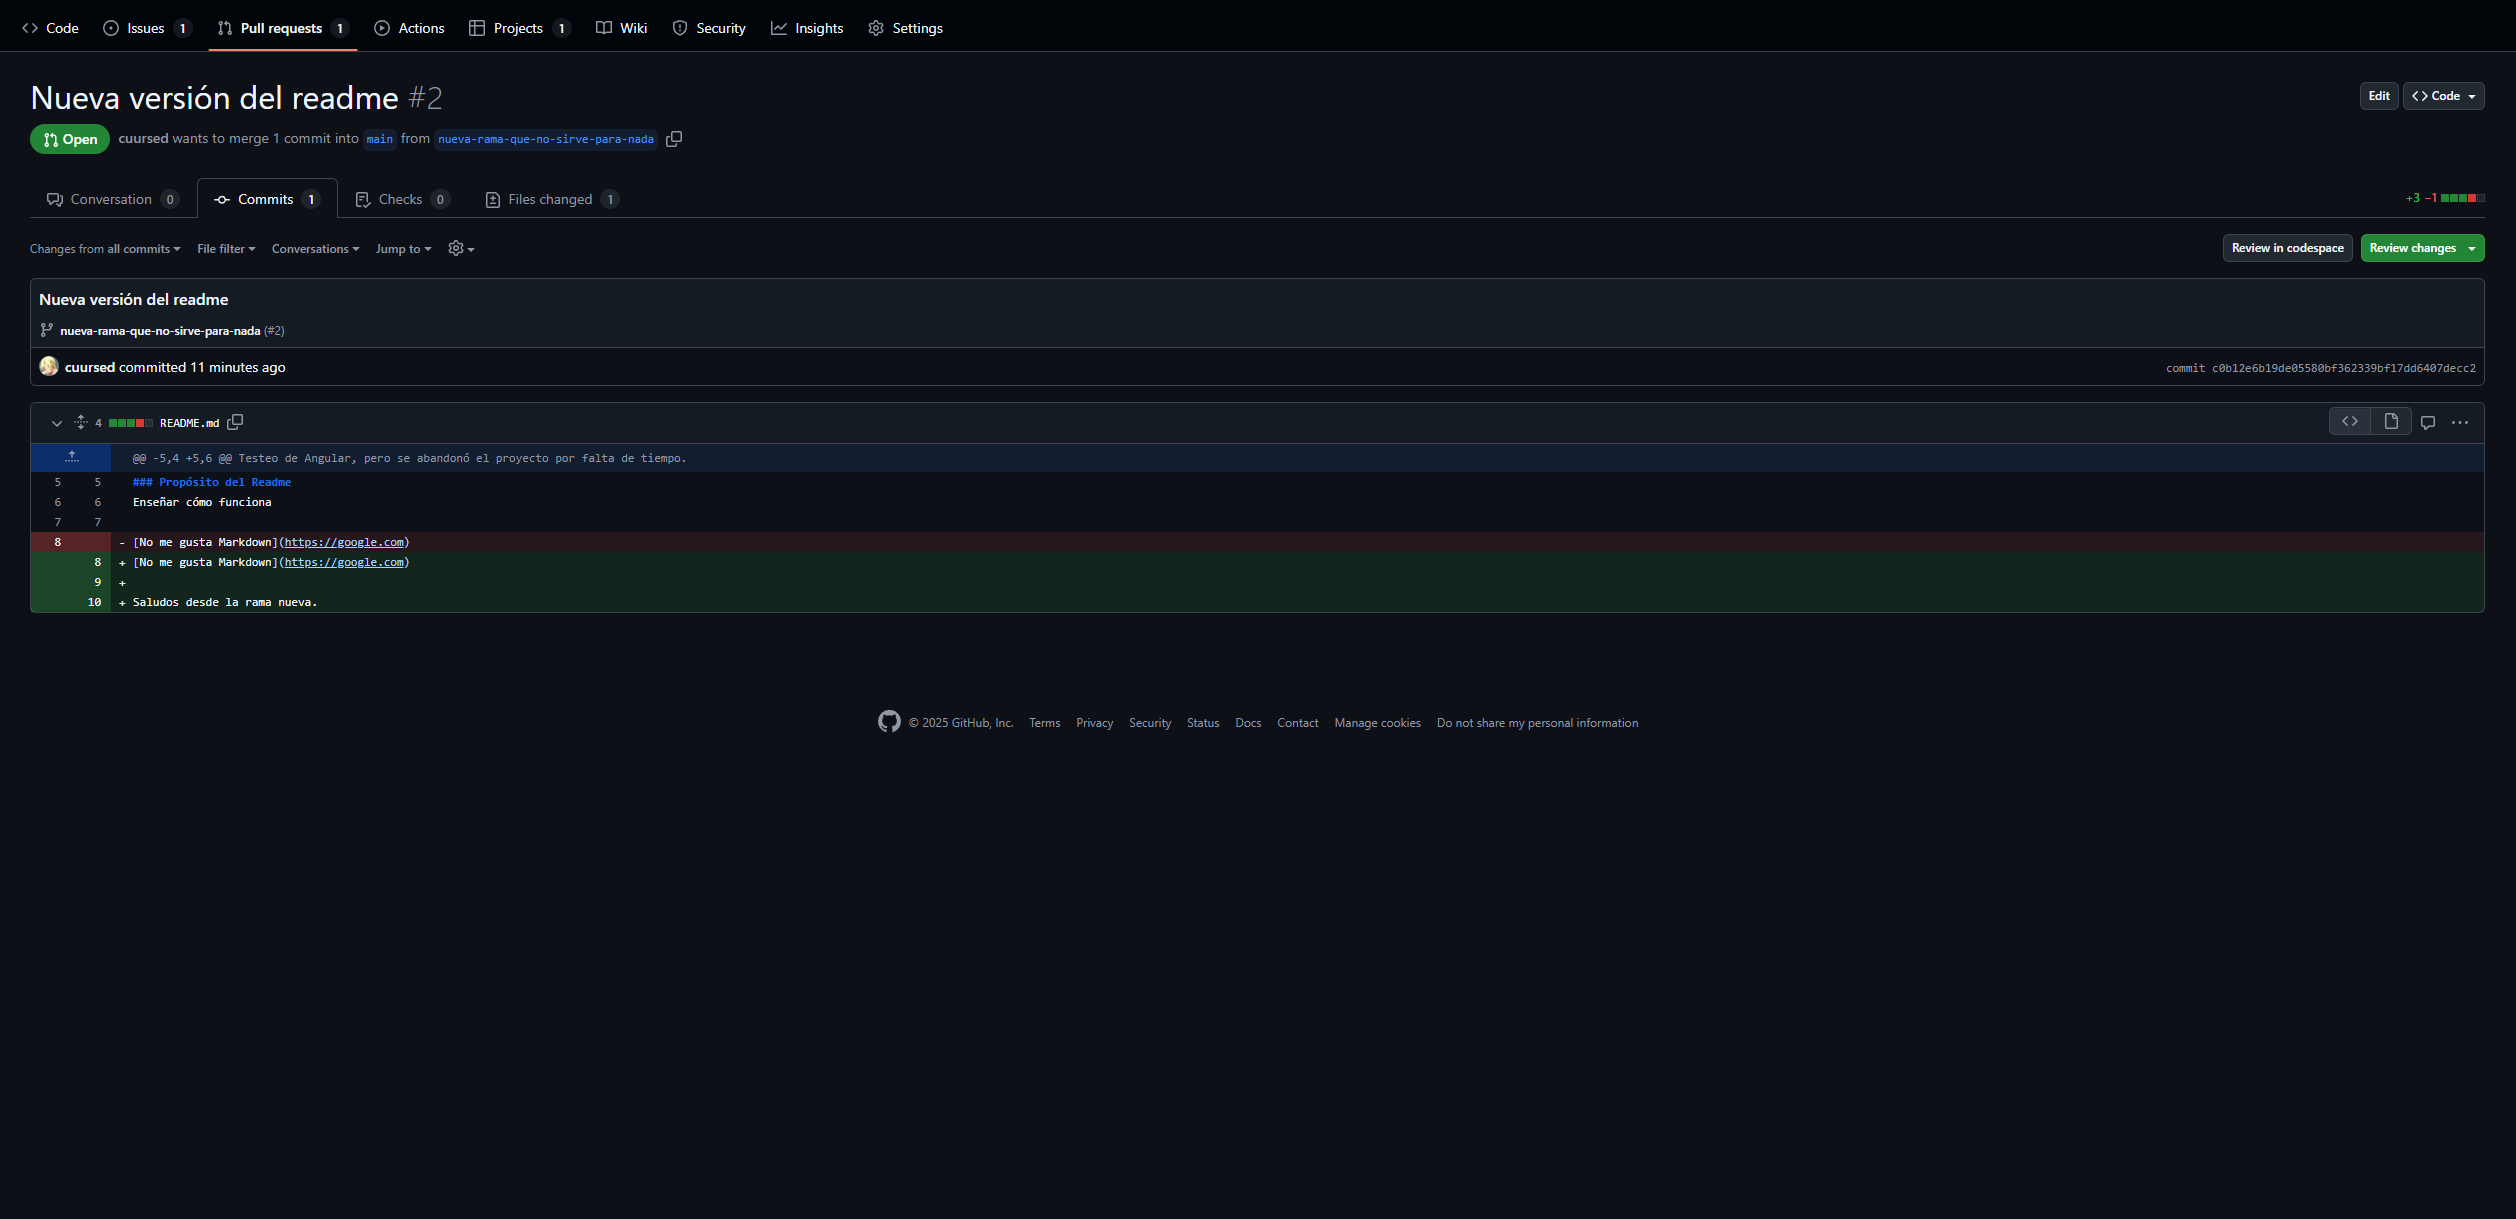 Code Issues 1 Pull requests 1 Actions Projects 1 Wiki Security Insights Settings
Nueva versión del readme #2
Edit Code
Open cuursed wants to merge 1 commit into main from nueva-rama-que-no-sirve-para-nada
Conversation 0 Commits 1 Checks 0 Files changed 1
+3 −1
Changes from all commits File filter Conversations Jump to
Review in codespace Review changes
Nueva versión del readme
nueva-rama-que-no-sirve-para-nada (#2)
cuursed committed 11 minutes ago
commit c0b12e6b19de05580bf362339bf17dd6407decc2
4 README.md
@@ -5,4 +5,6 @@ Testeo de Angular, pero se abandonó el proyecto por falta de tiempo.
5 5 ### Propósito del Readme
6 6 Enseñar cómo funciona
7 7
8 - [No me gusta Markdown](https://google.com)
8 + [No me gusta Markdown](https://google.com)
9 +
10 + Saludos desde la rama nueva.
© 2025 GitHub, Inc. Terms Privacy Security Status Docs Contact Manage cookies Do not share my personal information